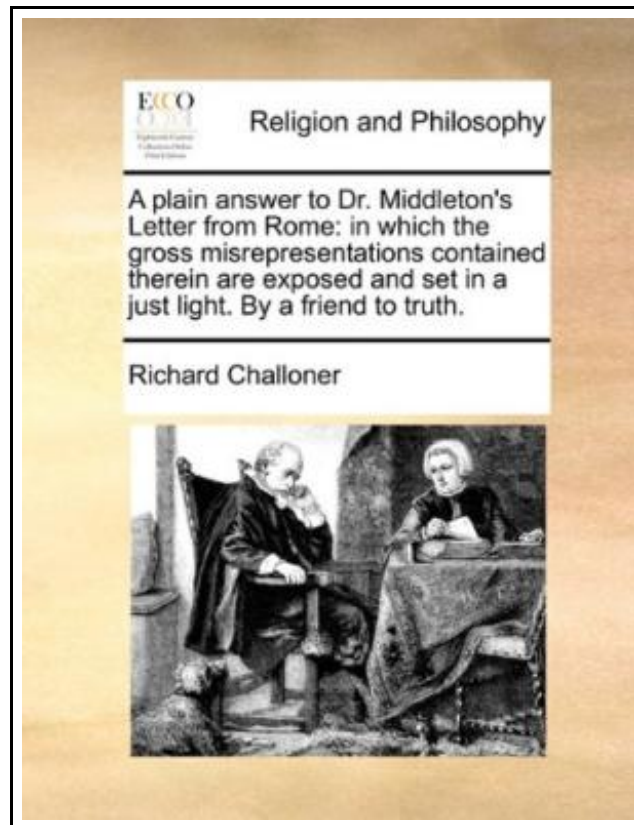 ECCO
Religion and Philosophy
A plain answer to Dr. Middleton's
Letter from Rome: in which the
gross misrepresentations contained
therein are exposed and set in a
just light. By a friend to truth.
Richard Challoner